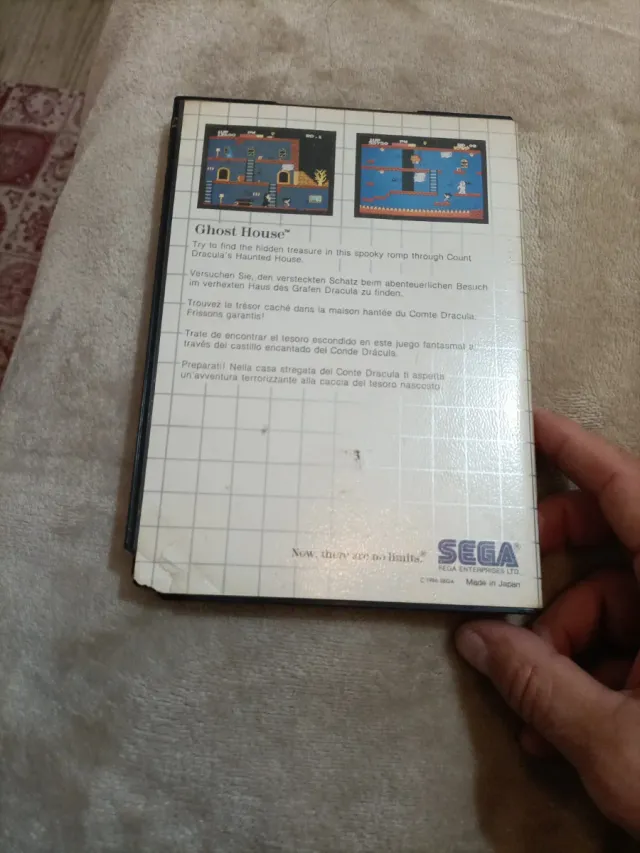 Ghost House™
Try to find the hidden treasure in this spooky romp through Count
Dracula's Haunted House.
Versuchen Sie, den versteckten Schatz beim abenteuerlichen Besuch
im verhexten Haus des Grafen Dracula zu finden.
Trouvez le trésor caché dans la maison hantée du Comte Dracula.
Frissons garantis!
Trate de encontrar el tesoro escondido en este juego fantasmal a
través del castillo encantado del Conde Drácula.
Preparati! Nella casa stregata del Conte Dracula ti aspetta
un'avventura terrorizzante alla caccia del tesoro nascosto.
Now, there are no limits.®
SEGA®
SEGA ENTERPRISES LTD.
© 1986 SEGA Made in Japan